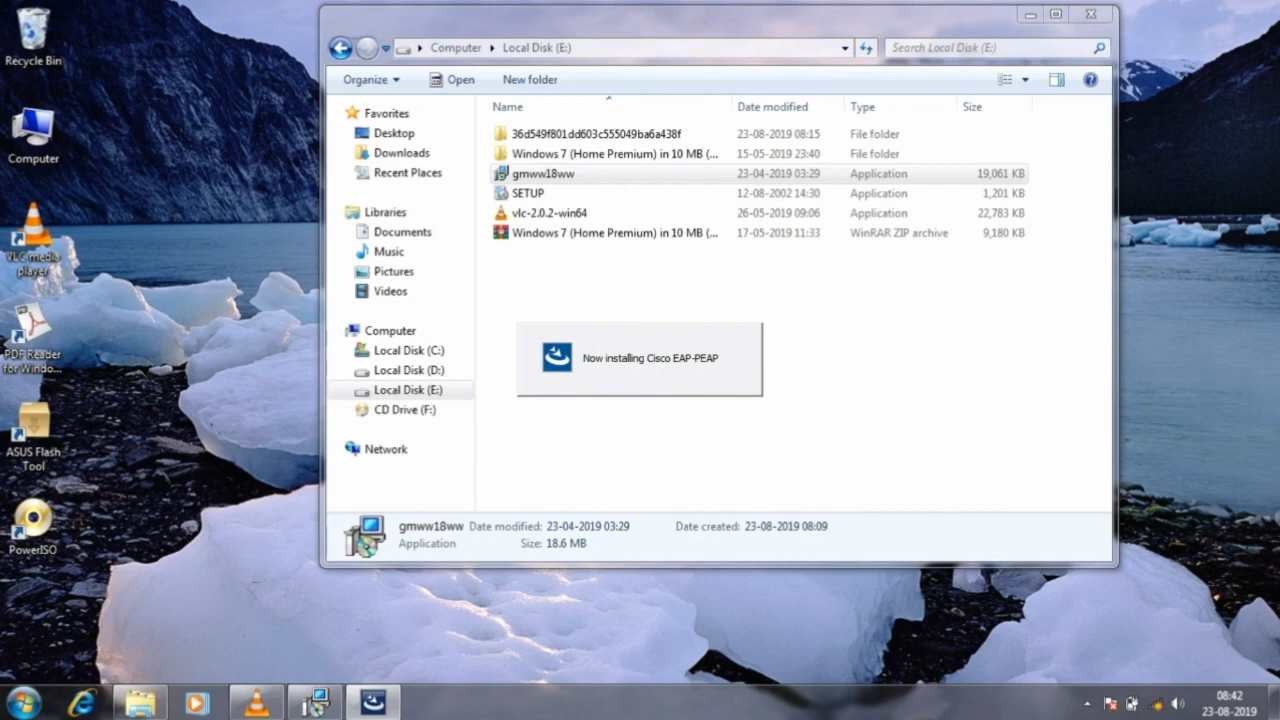 Recycle Bin
Computer
VLC media
player
PDF Reader
for Windo...
ASUS Flash
Tool
PowerISO
Computer
Local Disk (E:)
Search Local Disk (E:)
Organize
Open
New folder
Favorites
Desktop
Downloads
Recent Places
Libraries
Documents
Music
Pictures
Videos
Computer
Local Disk (C:)
Local Disk (D:)
Local Disk (E:)
CD Drive (F:)
Network
Name Date modified Type Size
36d549f801dd603c555049ba6a438f 23-08-2019 08:15 File folder
Windows 7 (Home Premium) in 10 MB (... 15-05-2019 23:40 File folder
gmww18ww 23-04-2019 03:29 Application 19,061 KB
SETUP 12-08-2002 14:30 Application 1,201 KB
vlc-2.0.2-win64 26-05-2019 09:06 Application 22,783 KB
Windows 7 (Home Premium) in 10 MB (... 17-05-2019 11:33 WinRAR ZIP archive 9,180 KB
Now installing Cisco EAP-PEAP
gmww18ww Date modified: 23-04-2019 03:29 Date created: 23-08-2019 08:09
Application Size: 18.6 MB
08:42
23-08-2019